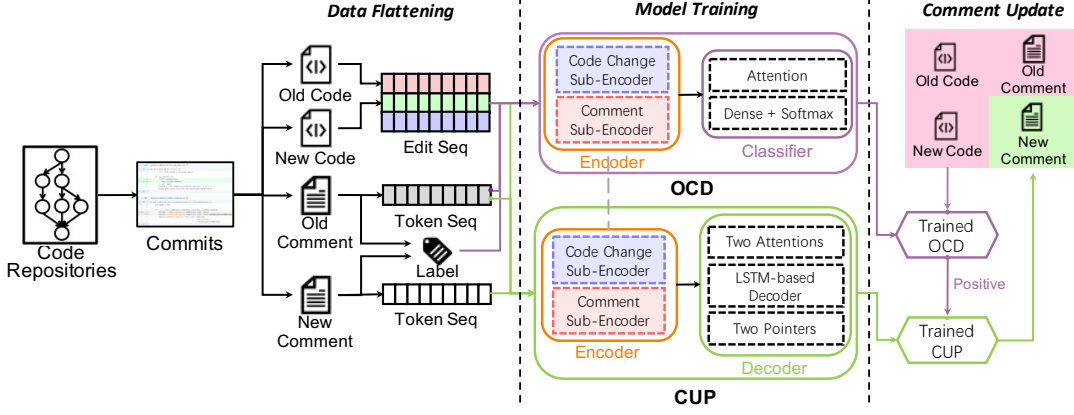 Data Flattening
Model Training
Comment Update
Old Code
New Code
Edit Seq
Code
Repositories
Commits
Old
Comment
Token Seq
Label
New
Comment
Token Seq
Code Change
Sub-Encoder
Comment
Sub-Encoder
Encoder
Attention
Dense + Softmax
Classifier
OCD
Code Change
Sub-Encoder
Comment
Sub-Encoder
Encoder
Two Attentions
LSTM-based
Decoder
Two Pointers
Decoder
CUP
Old Code
Old
Comment
New Code
New
Comment
Trained
OCD
Positive
Trained
CUP